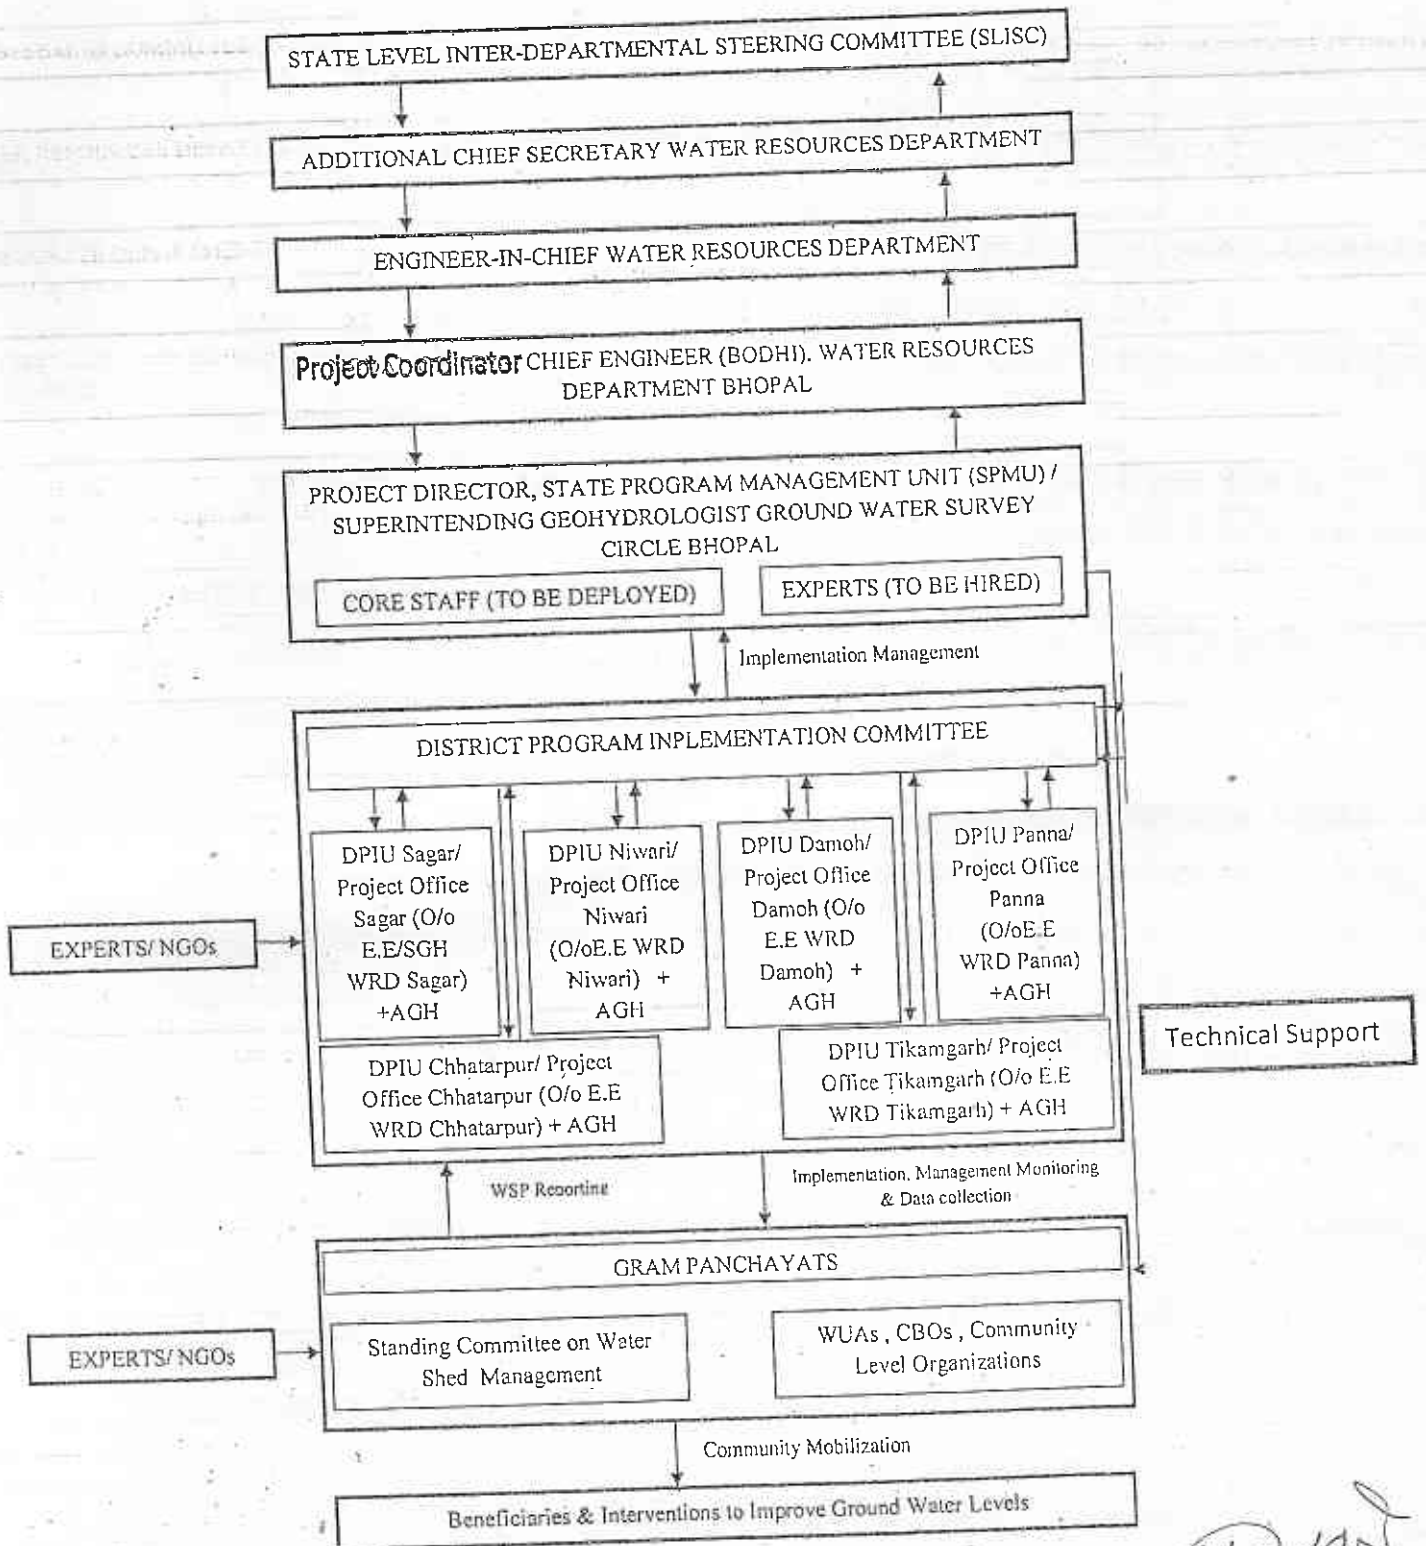 STATE LEVEL INTER-DEPARTMENTAL STEERING COMMITTEE (SLISC)
ADDITIONAL CHIEF SECRETARY WATER RESOURCES DEPARTMENT
ENGINEER-IN-CHIEF WATER RESOURCES DEPARTMENT
Project Coordinator CHIEF ENGINEER (BODHI). WATER RESOURCES
DEPARTMENT BHOPAL
PROJECT DIRECTOR, STATE PROGRAM MANAGEMENT UNIT (SPMU) /
SUPERINTENDING GEOHYDROLOGIST GROUND WATER SURVEY
CIRCLE BHOPAL
CORE STAFF (TO BE DEPLOYED)
EXPERTS (TO BE HIRED)
Implementation Management
DISTRICT PROGRAM INPLEMENTATION COMMITTEE
EXPERTS/ NGOs
DPIU Sagar/
Project Office
Sagar (O/o
E.E/SGH
WRD Sagar)
+AGH
DPIU Niwari/
Project Office
Niwari
(O/oE.E WRD
Niwari) +
AGH
DPIU Damoh/
Project Office
Damoh (O/o
E.E WRD
Damoh) +
AGH
DPIU Panna/
Project Office
Panna
(O/oE.E
WRD Panna)
+AGH
Technical Support
DPIU Chhatarpur/ Project
Office Chhatarpur (O/o E.E
WRD Chhatarpur) + AGH
DPIU Tikamgarh/ Project
Office Tikamgarh (O/o E.E
WRD Tikamgarh) + AGH
WSP Reporting
Implementation, Management Monitoring
& Data collection
GRAM PANCHAYATS
EXPERTS/ NGOs
Standing Committee on Water
Shed Management
WUAs , CBOs , Community
Level Organizations
Community Mobilization
Beneficiaries & Interventions to Improve Ground Water Levels